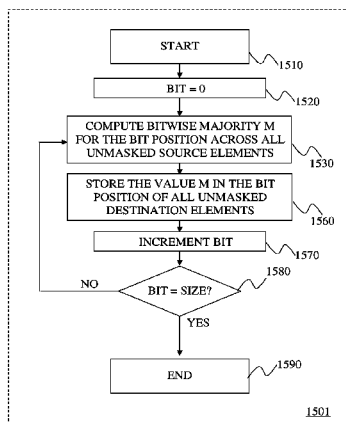 START
1510
BIT = 0
1520
COMPUTE BITWISE MAJORITY M
FOR THE BIT POSITION ACROSS ALL
UNMASKED SOURCE ELEMENTS
1530
STORE THE VALUE M IN THE BIT
POSITION OF ALL UNMASKED
DESTINATION ELEMENTS
1560
INCREMENT BIT
1570
1580
NO
BIT = SIZE?
YES
END
1590
1501